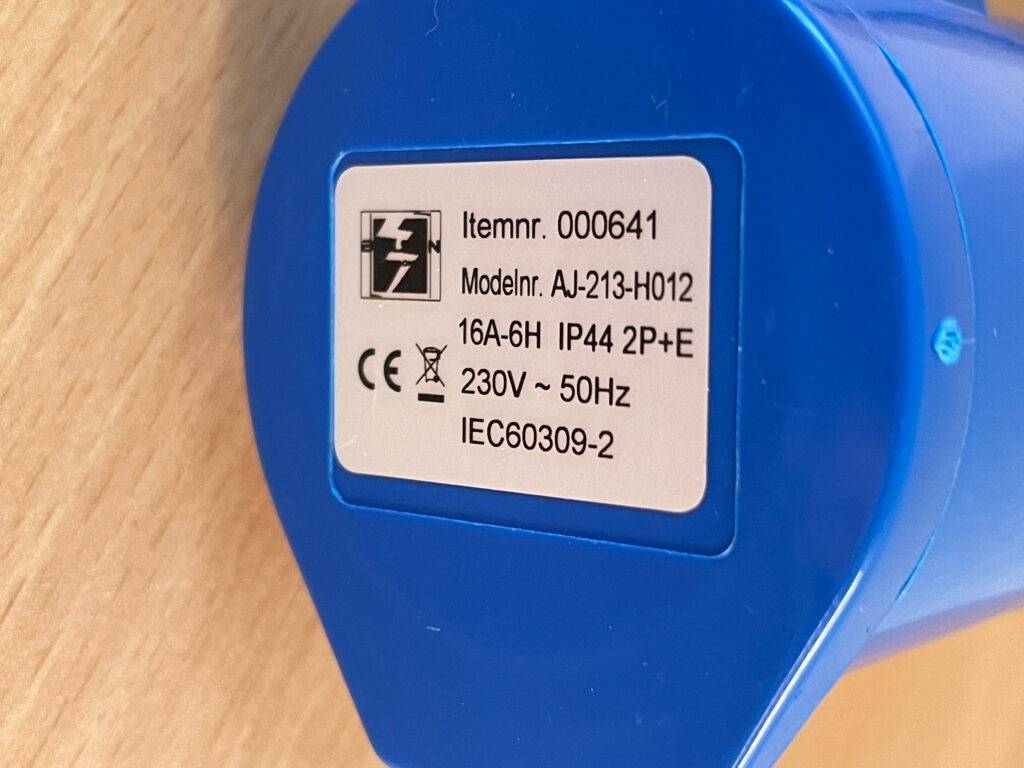 Itemnr. 000641
Modelnr. AJ-213-H012
16A-6H IP44 2P+E
230V ~ 50Hz
IEC60309-2
CE